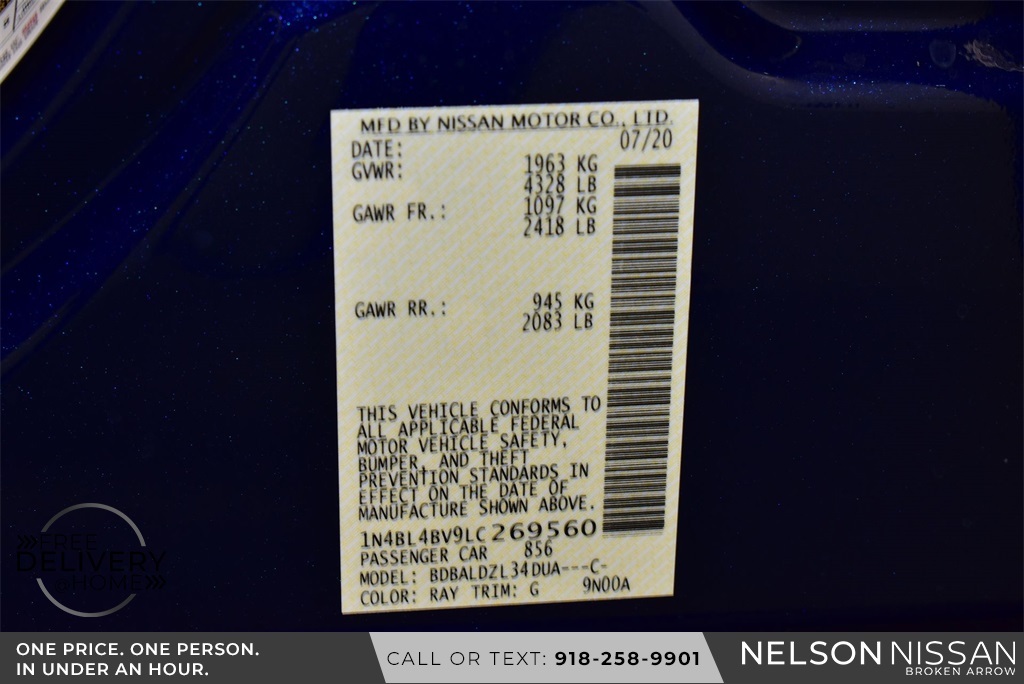 MFD BY NISSAN MOTOR CO., LTD.
DATE: 07/20
GVWR: 1963 KG
4328 LB
GAWR FR.: 1097 KG
2418 LB
GAWR RR.: 945 KG
2083 LB
THIS VEHICLE CONFORMS TO
ALL APPLICABLE FEDERAL
MOTOR VEHICLE SAFETY,
BUMPER, AND THEFT
PREVENTION STANDARDS IN
EFFECT ON THE DATE OF
MANUFACTURE SHOWN ABOVE.
1N4BL4BV9LC269560
PASSENGER CAR 856
MODEL: BDBALDZL34DUA---C-
COLOR: RAY TRIM: G 9N00A
FREE
DELIVERY
@HOME
ONE PRICE. ONE PERSON.
IN UNDER AN HOUR.
CALL OR TEXT: 918-258-9901
NELSON NISSAN
BROKEN ARROW